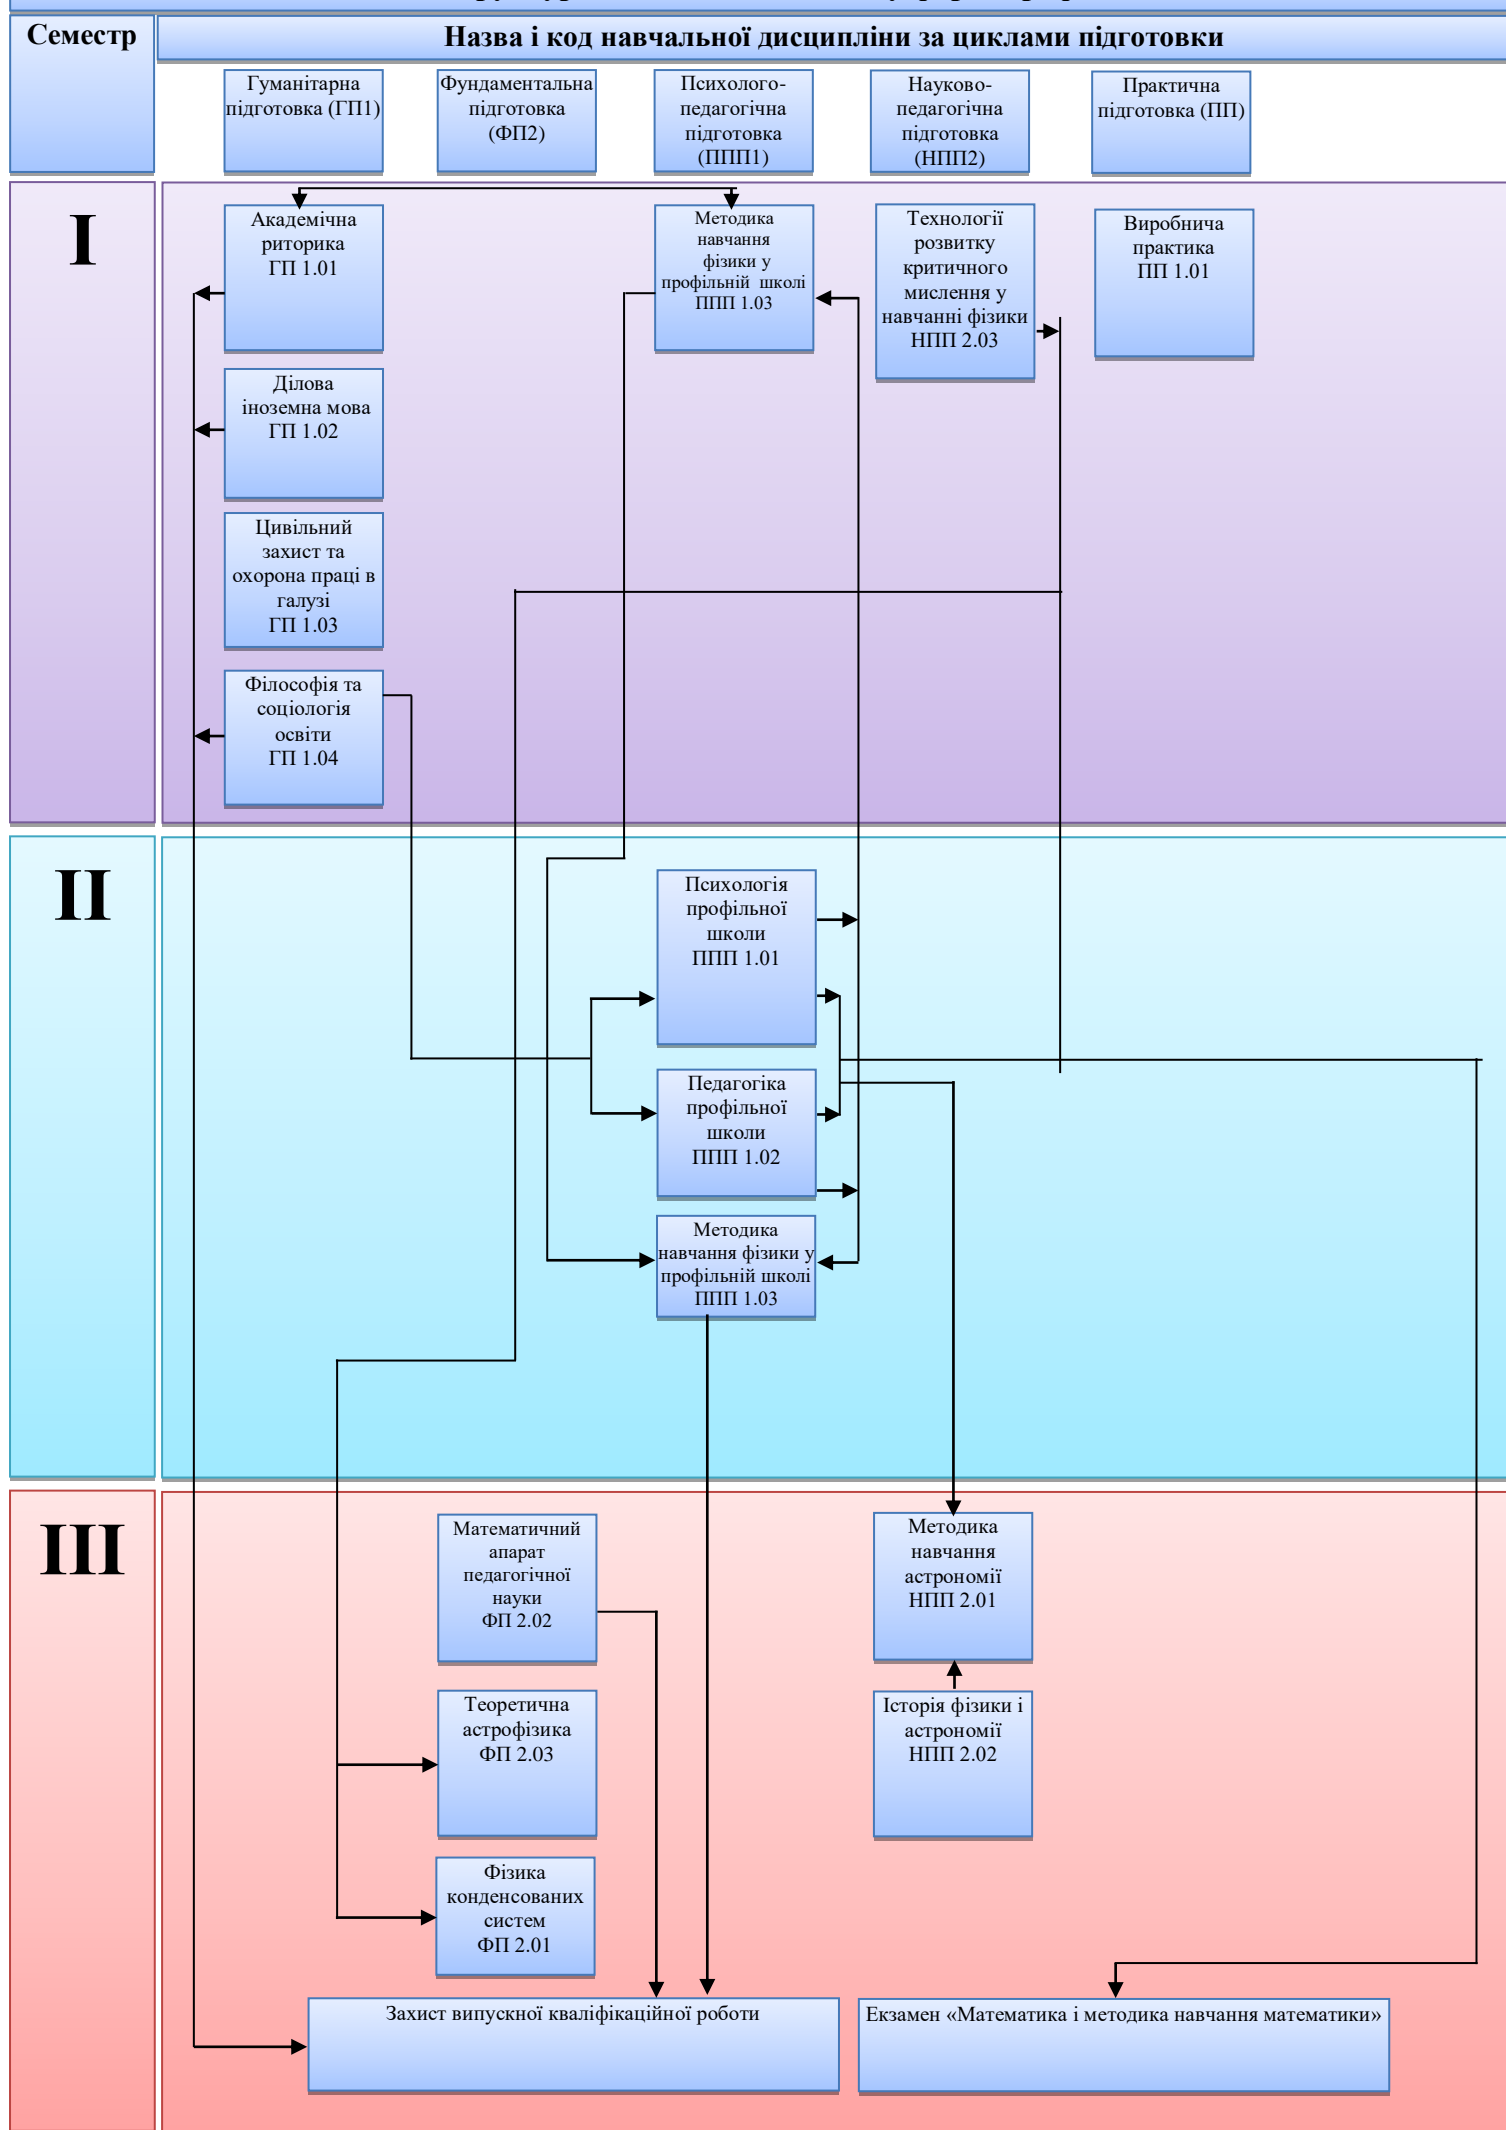 Семестр
Назва і код навчальної дисципліни за циклами підготовки
Гуманітарна
підготовка (ГП1)
Фундаментальна
підготовка
(ФП2)
Психолого-
педагогічна
підготовка
(ППП1)
Науково-
педагогічна
підготовка
(НПП2)
Практична
підготовка (ПП)
I
Академічна
риторика
ГП 1.01
Методика
навчання
фізики у
профільній школі
ППП 1.03
Технології
розвитку
критичного
мислення у
навчанні фізики
НПП 2.03
Виробнича
практика
ПП 1.01
Ділова
іноземна мова
ГП 1.02
Цивільний
захист та
охорона праці в
галузі
ГП 1.03
Філософія та
соціологія
освіти
ГП 1.04
II
Психологія
профільної
школи
ППП 1.01
Педагогіка
профільної
школи
ППП 1.02
Методика
навчання фізики у
профільній школі
ППП 1.03
III
Математичний
апарат
педагогічної
науки
ФП 2.02
Методика
навчання
астрономії
НПП 2.01
Теоретична
астрофізика
ФП 2.03
Історія фізики і
астрономії
НПП 2.02
Фізика
конденсованих
систем
ФП 2.01
Захист випускної кваліфікаційної роботи
Екзамен «Математика і методика навчання математики»